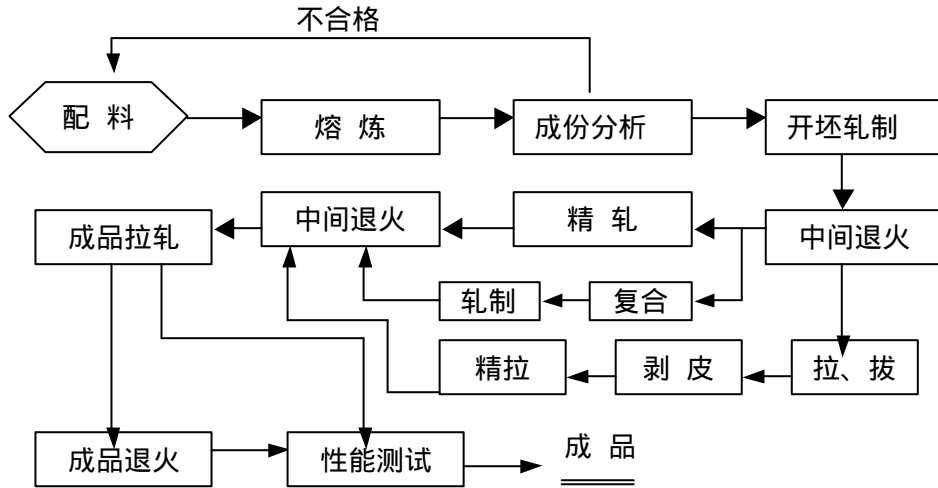 不合格
配 料
熔 炼
成份分析
开坯轧制
成品拉轧
中间退火
精 轧
中间退火
轧制
复合
精拉
剥 皮
拉、拔
成品退火
性能测试
成 品